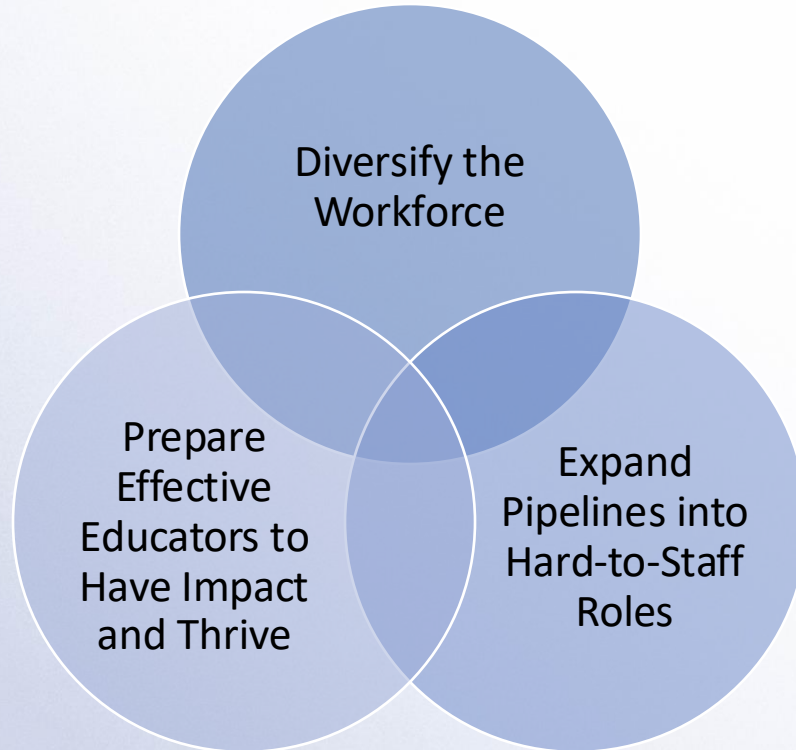 Diversify the
Workforce
Prepare
Effective
Educators to
Have Impact
and Thrive
Expand
Pipelines into
Hard-to-Staff
Roles